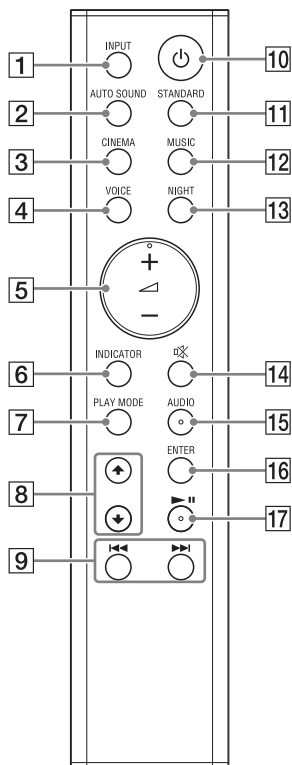 INPUT
1
10
AUTO SOUND STANDARD
2
11
CINEMA MUSIC
3
12
VOICE NIGHT
4
13
+
5
−
INDICATOR
6
14
PLAY MODE AUDIO
7
15
ENTER
16
8
17
9